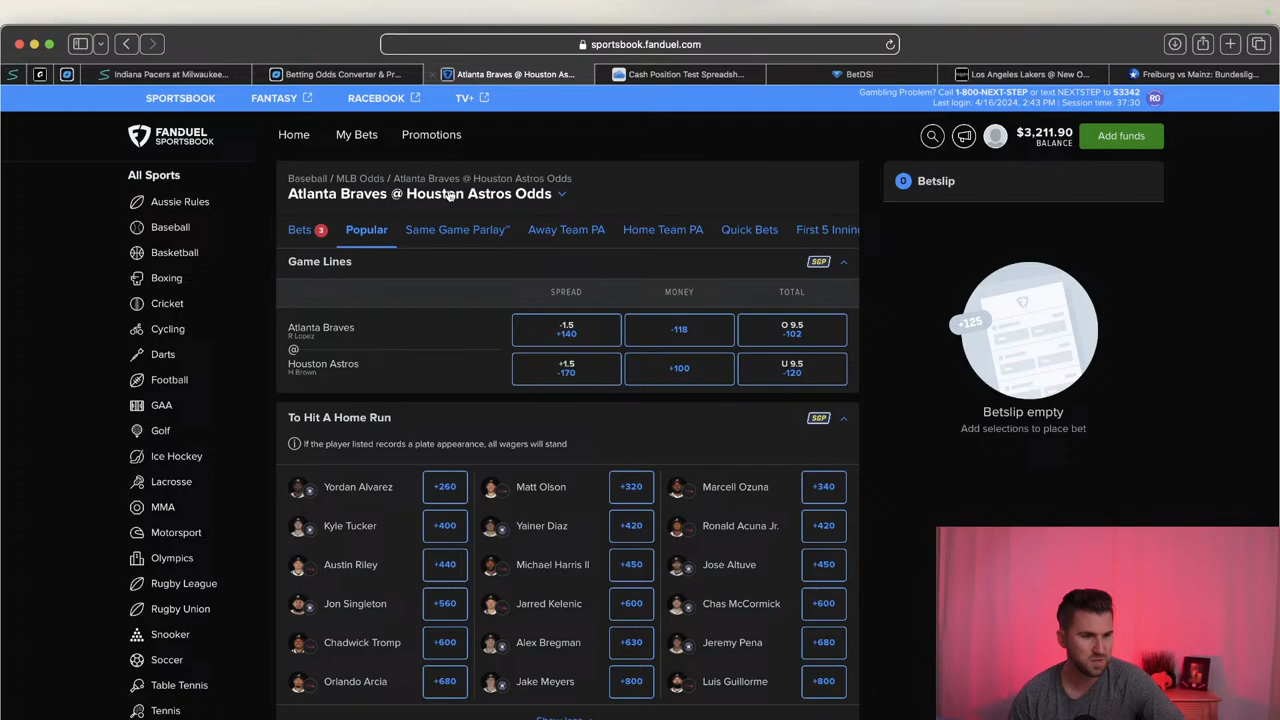 sportsbook.fanduel.com
Indiana Pacers at Milwaukee...
Betting Odds Converter & Pr...
Atlanta Braves @ Houston As...
Cash Position Test Spreadsh...
BetDSI
Los Angeles Lakers @ New O...
Freiburg vs Mainz: Bundeslig...
SPORTSBOOK
FANTASY
RACEBOOK
TV+
Gambling Problem? Call 1-800-NEXT-STEP or text NEXTSTEP to 53342
Last login: 4/16/2024, 2:43 PM | Session time: 37:30
RG
FANDUEL
SPORTSBOOK
Home
My Bets
Promotions
$3,211.90
BALANCE
Add funds
All Sports
Aussie Rules
Baseball
Basketball
Boxing
Cricket
Cycling
Darts
Football
GAA
Golf
Ice Hockey
Lacrosse
MMA
Motorsport
Olympics
Rugby League
Rugby Union
Snooker
Soccer
Table Tennis
Tennis
Baseball / MLB Odds / Atlanta Braves @ Houston Astros Odds
Atlanta Braves @ Houston Astros Odds
Bets 3
Popular
Same Game Parlay™
Away Team PA
Home Team PA
Quick Bets
First 5 Inning
Game Lines
SGP
SPREAD MONEY TOTAL
Atlanta Braves
R Lopez
-1.5
+140
-118
O 9.5
-102
@
Houston Astros
H Brown
+1.5
-170
+100
U 9.5
-120
To Hit A Home Run
SGP
If the player listed records a plate appearance, all wagers will stand
Yordan Alvarez +260 Matt Olson +320 Marcell Ozuna +340
Kyle Tucker +400 Yainer Diaz +420 Ronald Acuna Jr. +420
Austin Riley +440 Michael Harris II +450 Jose Altuve +450
Jon Singleton +560 Jarred Kelenic +600 Chas McCormick +600
Chadwick Tromp +600 Alex Bregman +630 Jeremy Pena +680
Orlando Arcia +680 Jake Meyers +800 Luis Guillorme +800
Show less
0 Betslip
+125
Betslip empty
Add selections to place bet